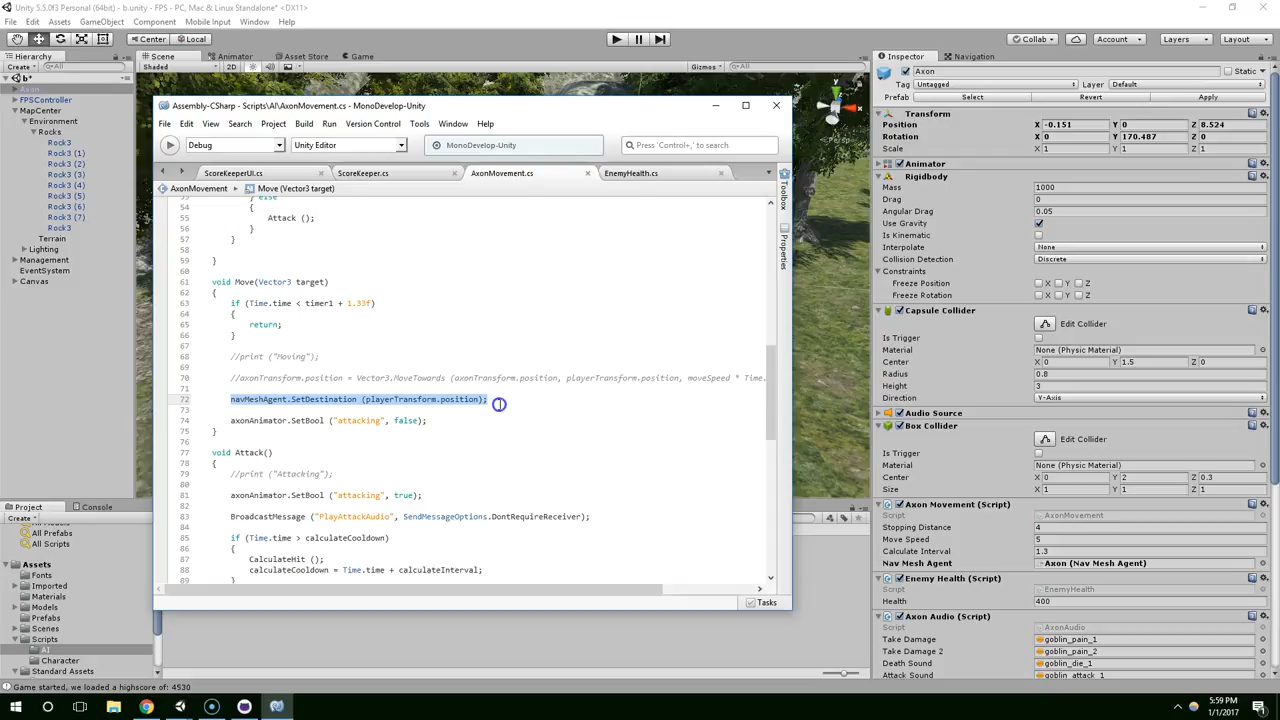 Unity 5.5.0f3 Personal (64bit) - b.unity - FPS - PC, Mac & Linux Standalone* <DX11>
File Edit Assets GameObject Component Mobile Input Window Help
Center Local Collab Account Layers Layout
Hierarchy Scene Animator Asset Store Game Inspector Navigation
Create All Shaded 2D Gizmos All
b*
Axon
FPSController
MapCenter
Environment
Rocks
Rock3
Rock3 (1)
Rock3 (2)
Rock3 (3)
Rock3 (4)
Rock3 (5)
Rock3 (6)
Rock3 (7)
Rock3
Terrain
Lighting
Management
EventSystem
Canvas
Project Console
Create
All Prefabs
All Scripts
Assets
Fonts
Imported
Materials
Models
Prefabs
Scenes
Scripts
AI
Character
Standard Assets
Game started, we loaded a highscore of: 4530
y
x
Persp
Assembly-CSharp - Scripts\AI\AxonMovement.cs - MonoDevelop-Unity
File Edit View Search Project Build Run Version Control Tools Window Help
Debug Unity Editor MonoDevelop-Unity Press 'Control+,' to search
ScoreKeeperUI.cs ScoreKeeper.cs AxonMovement.cs EnemyHealth.cs
AxonMovement Move (Vector3 target)
Toolbox
Properties
53 } else
54 {
55 Attack ();
56 }
57 }
58
59 }
60
61 void Move(Vector3 target)
62 {
63 if (Time.time < timer1 + 1.33f)
64 {
65 return;
66 }
67
68 //print ("Moving");
69
70 //axonTransform.position = Vector3.MoveTowards (axonTransform.position, playerTransform.position, moveSpeed * Time.
71
72 navMeshAgent.SetDestination (playerTransform.position);
73
74 axonAnimator.SetBool ("attacking", false);
75 }
76
77 void Attack()
78 {
79 //print ("Attacking");
80
81 axonAnimator.SetBool ("attacking", true);
82
83 BroadcastMessage ("PlayAttackAudio", SendMessageOptions.DontRequireReceiver);
84
85 if (Time.time > calculateCooldown)
86 {
87 CalculateHit ();
88 calculateCooldown = Time.time + calculateInterval;
89 }
Tasks
Axon Static
Tag Untagged Layer Default
Prefab Select Revert Apply
Transform
Position X -0.151 Y 0 Z 8.524
Rotation X 0 Y 170.487 Z 0
Scale X 1 Y 1 Z 1
Animator
Rigidbody
Mass 1000
Drag 0
Angular Drag 0.05
Use Gravity
Is Kinematic
Interpolate None
Collision Detection Discrete
Constraints
Freeze Position X Y Z
Freeze Rotation X Y Z
Capsule Collider
Edit Collider
Is Trigger
Material None (Physic Material)
Center X 0 Y 1.5 Z 0
Radius 0.8
Height 3
Direction Y-Axis
Audio Source
Box Collider
Edit Collider
Is Trigger
Material None (Physic Material)
Center X 0 Y 2 Z 0.3
Size X 1 Y 1 Z 1
Axon Movement (Script)
Script AxonMovement
Stopping Distance 4
Move Speed 5
Calculate Interval 1.3
Nav Mesh Agent Axon (Nav Mesh Agent)
Enemy Health (Script)
Script EnemyHealth
Health 400
Axon Audio (Script)
Script AxonAudio
Take Damage goblin_pain_1
Take Damage 2 goblin_pain_2
Death Sound goblin_die_1
Attack Sound goblin_attack_1
5:59 PM
1/1/2017